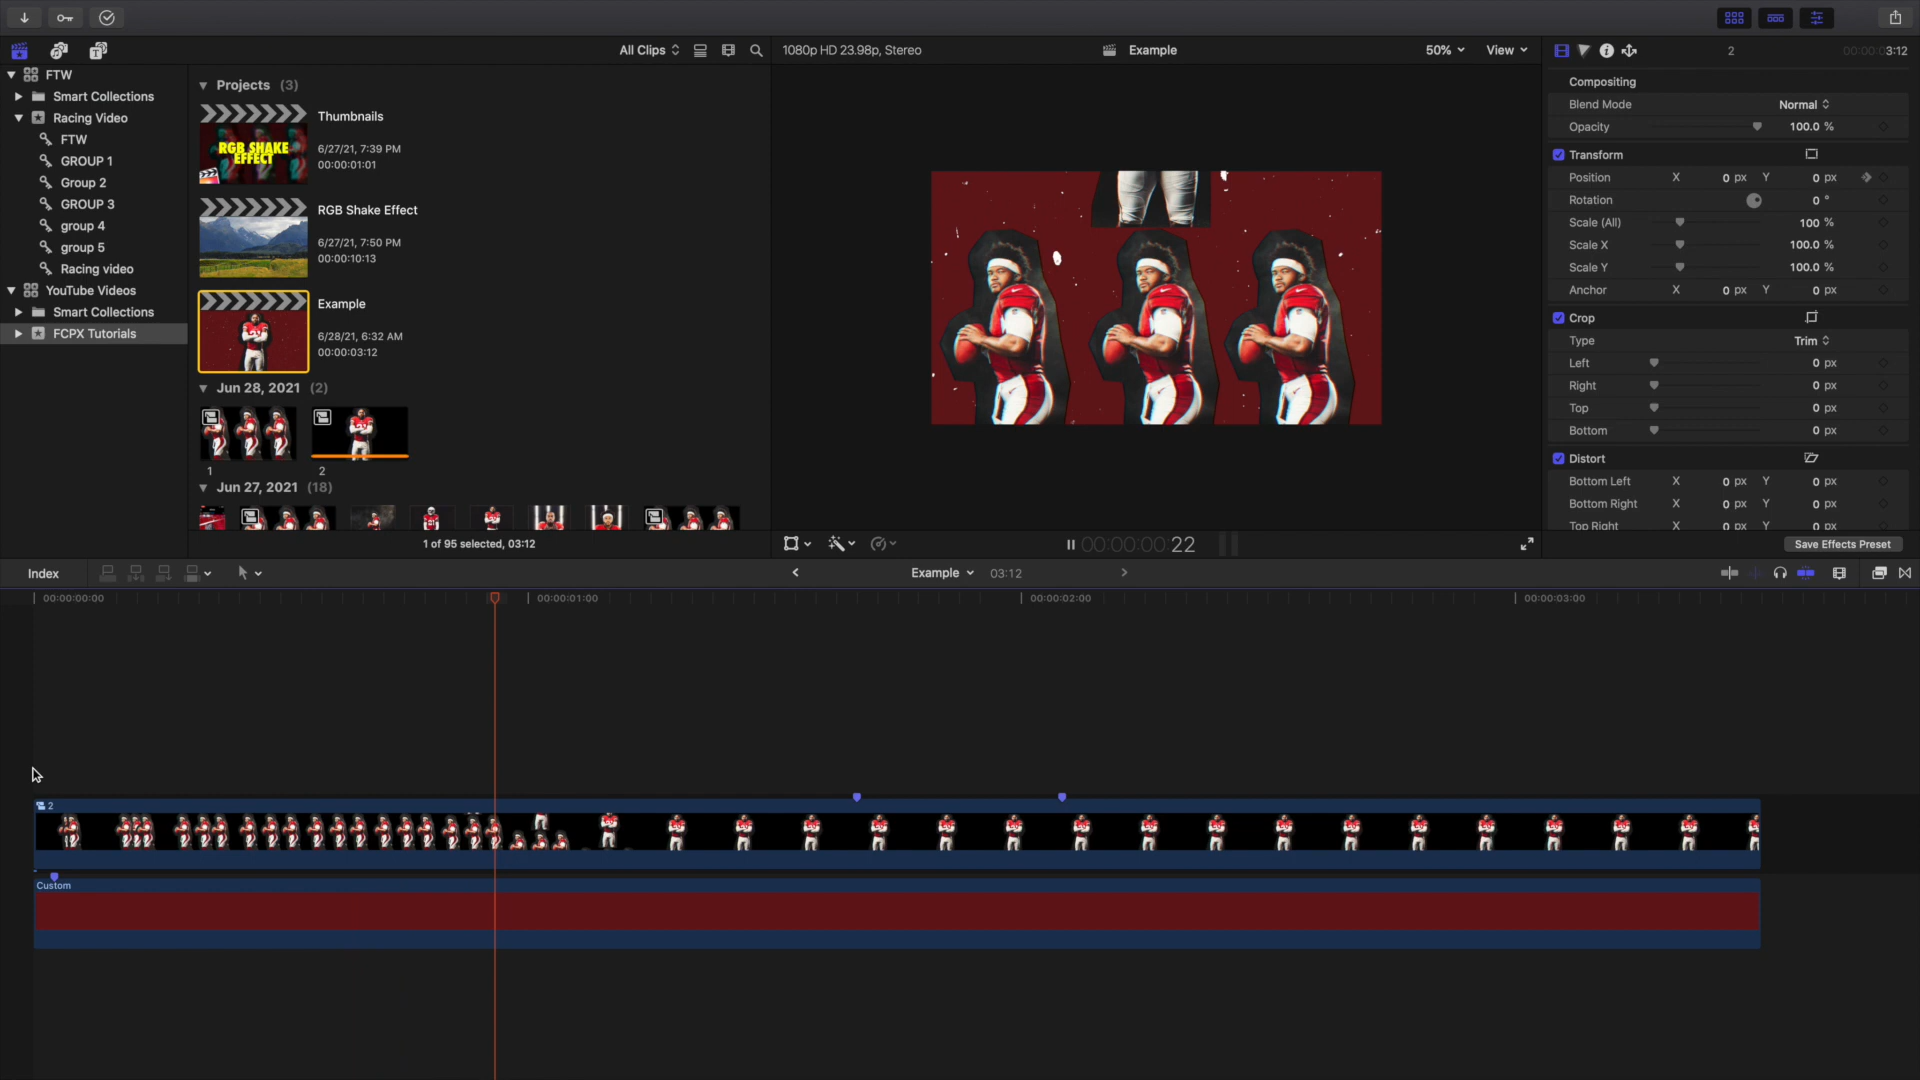 All Clips
1080p HD 23.98p, Stereo
Example
50%
View
2
00:00:03:12
FTW
Smart Collections
Racing Video
FTW
GROUP 1
Group 2
GROUP 3
group 4
group 5
Racing video
YouTube Videos
Smart Collections
FCPX Tutorials
Projects (3)
Thumbnails
6/27/21, 7:39 PM
00:00:01:01
RGB SHAKE
EFFECT
RGB Shake Effect
6/27/21, 7:50 PM
00:00:10:13
Example
6/28/21, 6:32 AM
00:00:03:12
Jun 28, 2021 (2)
1
2
Jun 27, 2021 (18)
1 of 95 selected, 03:12
00:00:00:22
Compositing
Blend Mode Normal
Opacity 100.0 %
Transform
Position X 0 px Y 0 px
Rotation 0 °
Scale (All) 100 %
Scale X 100.0 %
Scale Y 100.0 %
Anchor X 0 px Y 0 px
Crop
Type Trim
Left 0 px
Right 0 px
Top 0 px
Bottom 0 px
Distort
Bottom Left X 0 px Y 0 px
Bottom Right X 0 px Y 0 px
Top Right X 0 px Y 0 px
Save Effects Preset
Index
Example 03:12
00:00:00:00
00:00:01:00
00:00:02:00
00:00:03:00
2
Custom